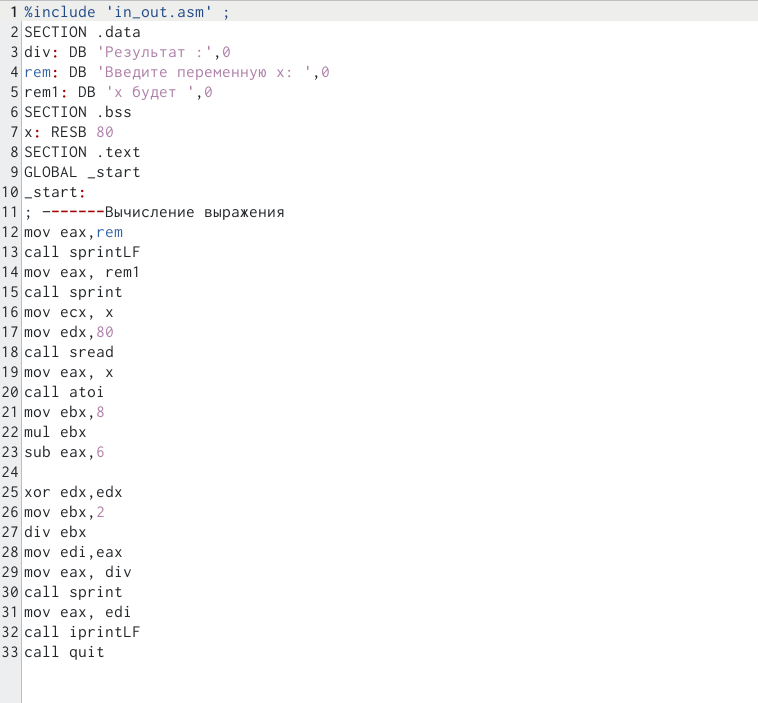 1 %include 'in_out.asm' ;
2 SECTION .data
3 div: DB 'Результат :',0
4 rem: DB 'Введите переменную x: ',0
5 rem1: DB 'x будет ',0
6 SECTION .bss
7 x: RESB 80
8 SECTION .text
9 GLOBAL _start
10 _start:
11 ; -------Вычисление выражения
12 mov eax,rem
13 call sprintLF
14 mov eax, rem1
15 call sprint
16 mov ecx, x
17 mov edx,80
18 call sread
19 mov eax, x
20 call atoi
21 mov ebx,8
22 mul ebx
23 sub eax,6
24
25 xor edx,edx
26 mov ebx,2
27 div ebx
28 mov edi,eax
29 mov eax, div
30 call sprint
31 mov eax, edi
32 call iprintLF
33 call quit